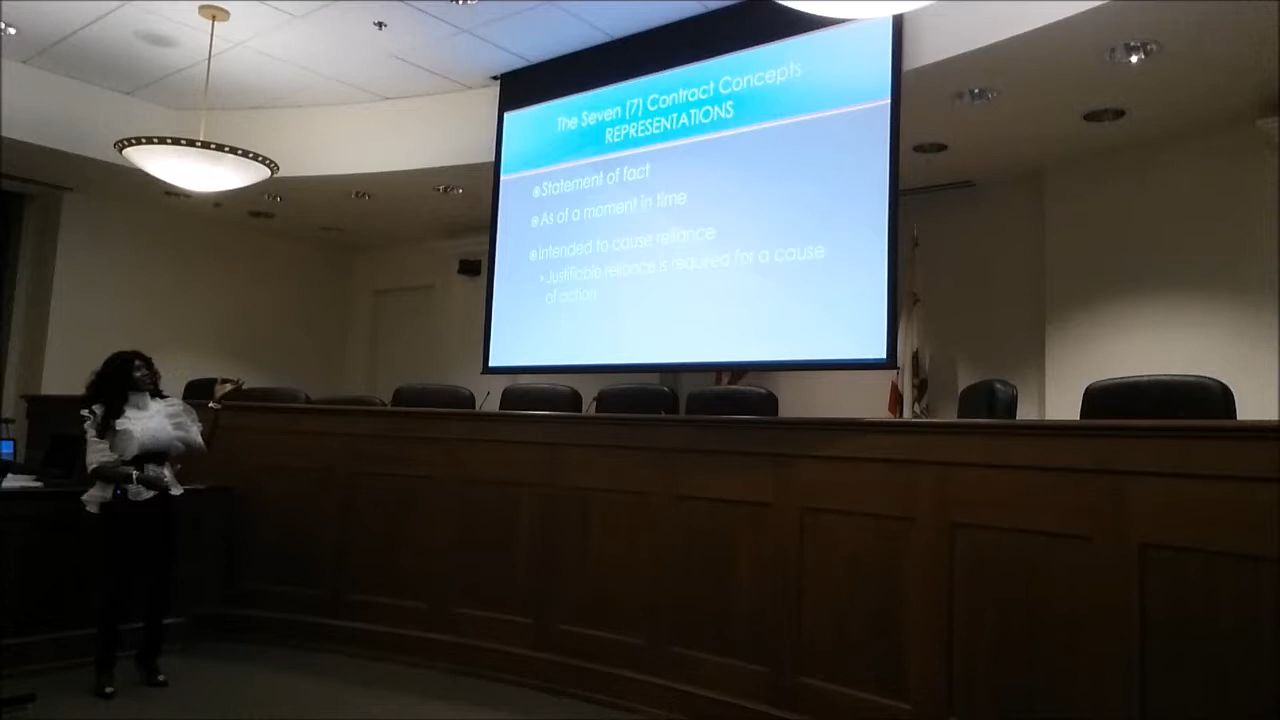 The Seven (7) Contract Concepts
REPRESENTATIONS
Statement of fact
As of a moment in time
Intended to cause reliance
Justifiable reliance is required for a cause
of action